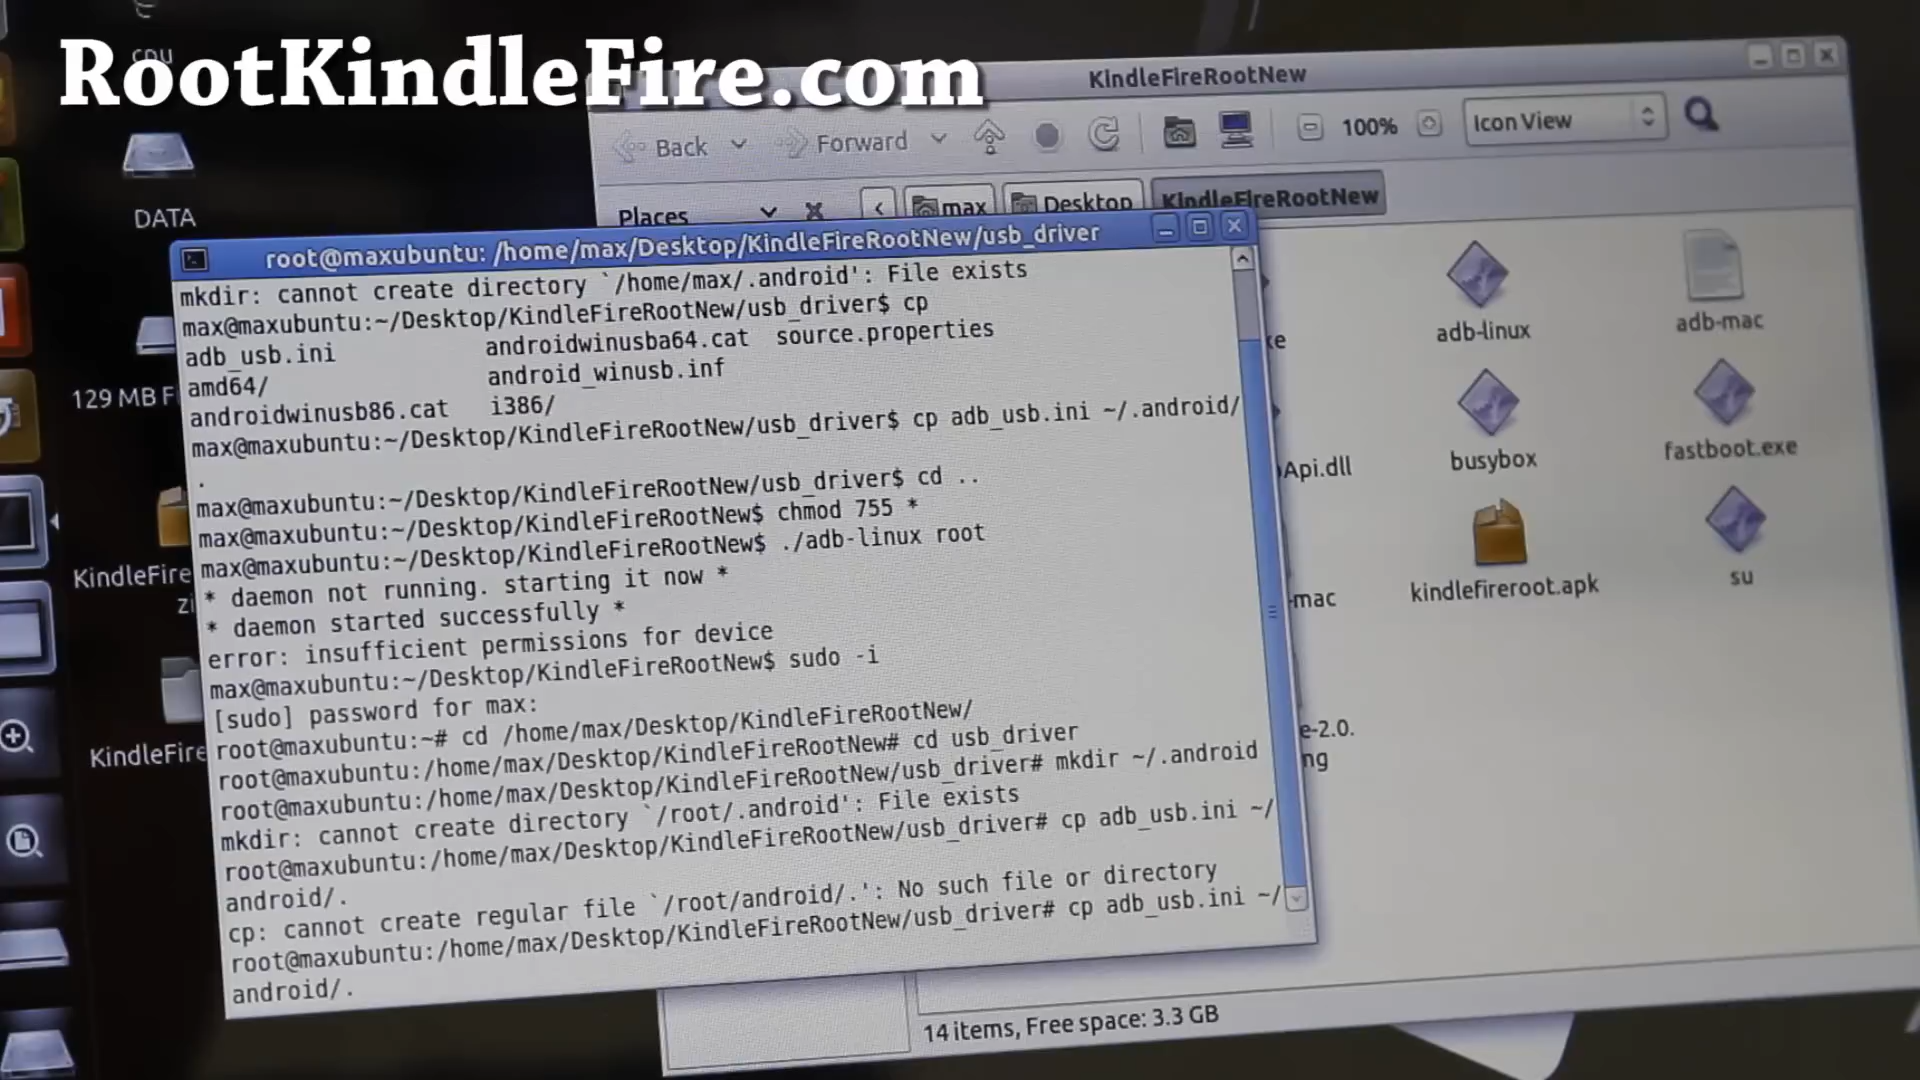 RootKindleFire.com
CPU
DATA
129 MB F
KindleFire
zi
KindleFire
KindleFireRootNew
Back
Forward
100%
Icon View
Places
max
Desktop
KindleFireRootNew
root@maxubuntu: /home/max/Desktop/KindleFireRootNew/usb_driver
mkdir: cannot create directory `/home/max/.android': File exists
max@maxubuntu:~/Desktop/KindleFireRootNew/usb_driver$ cp
adb_usb.ini androidwinusba64.cat source.properties
amd64/ android_winusb.inf
androidwinusb86.cat i386/
max@maxubuntu:~/Desktop/KindleFireRootNew/usb_driver$ cp adb_usb.ini ~/.android/
.
max@maxubuntu:~/Desktop/KindleFireRootNew/usb_driver$ cd ..
max@maxubuntu:~/Desktop/KindleFireRootNew$ chmod 755 *
max@maxubuntu:~/Desktop/KindleFireRootNew$ ./adb-linux root
* daemon not running. starting it now *
* daemon started successfully *
error: insufficient permissions for device
max@maxubuntu:~/Desktop/KindleFireRootNew$ sudo -i
[sudo] password for max:
root@maxubuntu:~# cd /home/max/Desktop/KindleFireRootNew/
root@maxubuntu:/home/max/Desktop/KindleFireRootNew# cd usb_driver
root@maxubuntu:/home/max/Desktop/KindleFireRootNew/usb_driver# mkdir ~/.android
mkdir: cannot create directory `/root/.android': File exists
root@maxubuntu:/home/max/Desktop/KindleFireRootNew/usb_driver# cp adb_usb.ini ~/
android/.
cp: cannot create regular file `/root/android/.': No such file or directory
root@maxubuntu:/home/max/Desktop/KindleFireRootNew/usb_driver# cp adb_usb.ini ~/
android/.
xe
adb-linux
adb-mac
Api.dll
busybox
fastboot.exe
-mac
kindlefireroot.apk
su
e-2.0.
ng
14 items, Free space: 3.3 GB